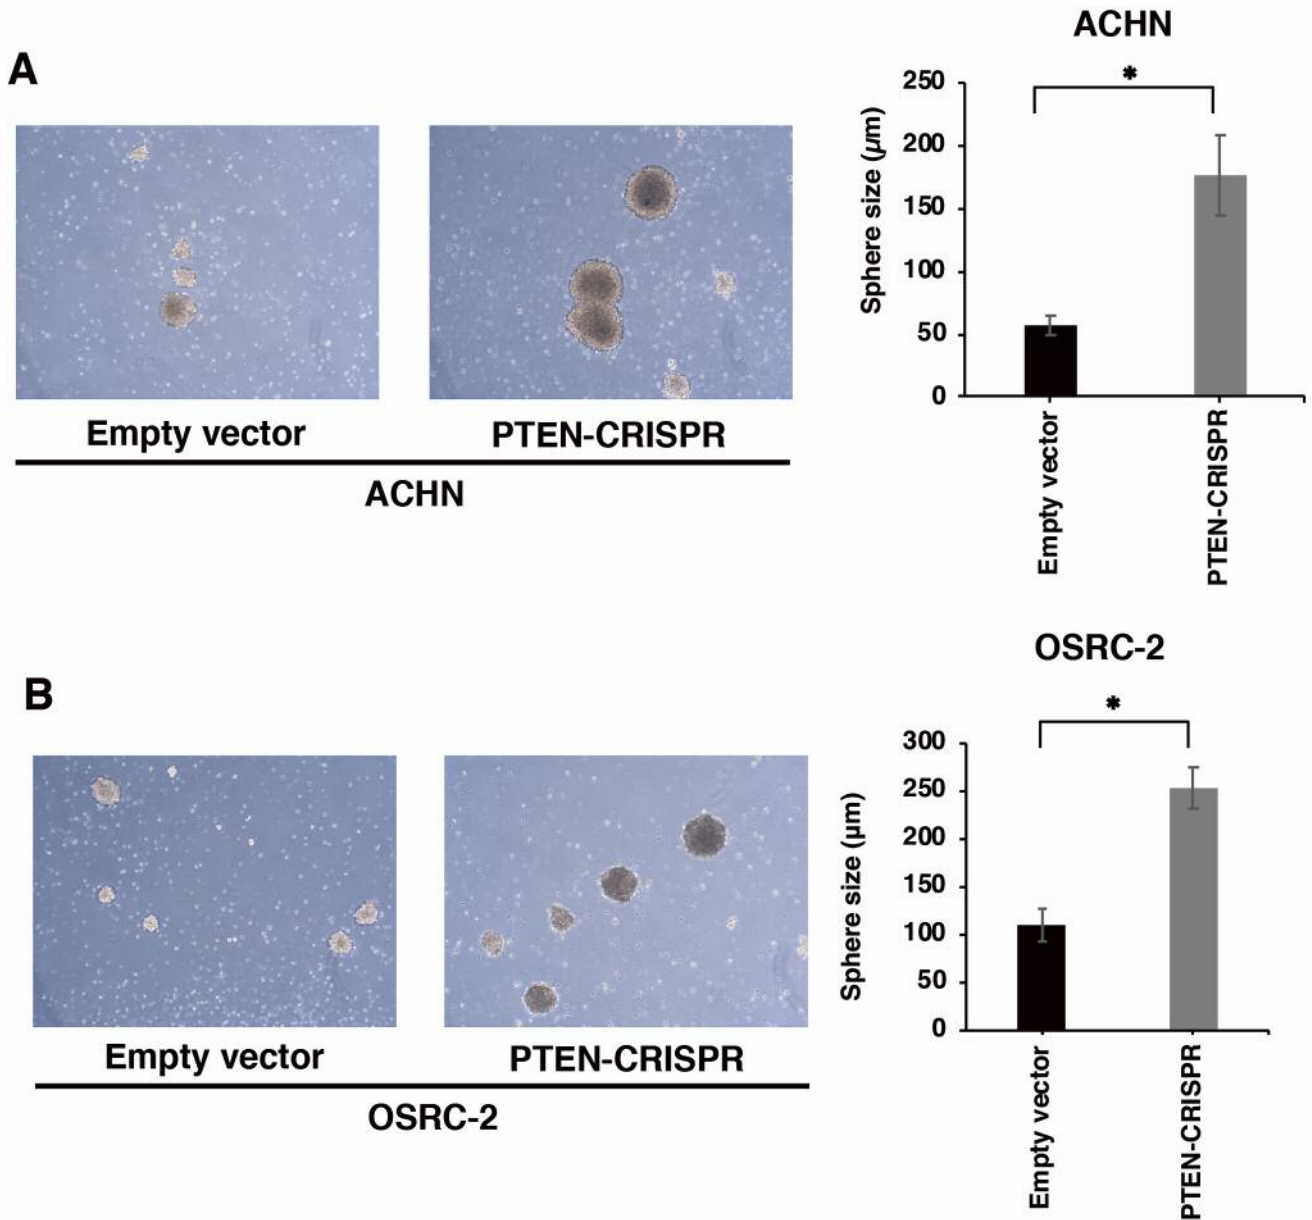 A
Empty vector
PTEN-CRISPR
ACHN
ACHN
*
Sphere size (µm)
250
200
150
100
50
0
Empty vector
PTEN-CRISPR
B
Empty vector
PTEN-CRISPR
OSRC-2
OSRC-2
*
Sphere size (µm)
300
250
200
150
100
50
0
Empty vector
PTEN-CRISPR